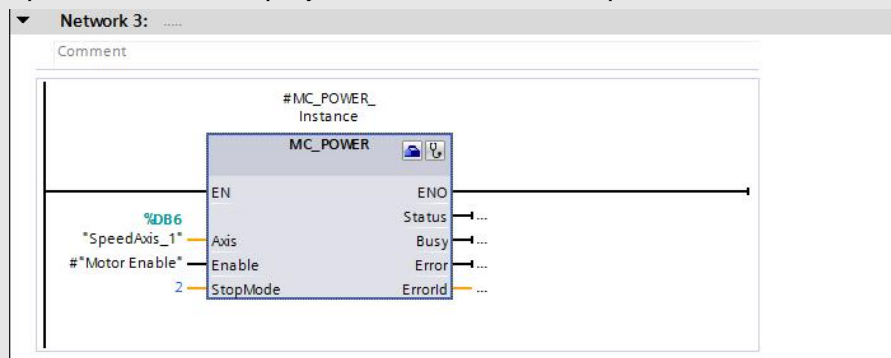 Network 3: .....
Comment
#MC_POWER_
Instance
MC_POWER
EN
ENO
%DB6
Status ...
"SpeedAxis_1"
Axis
Busy ...
#"Motor Enable"
Enable
Error ...
2
StopMode
ErrorId ...